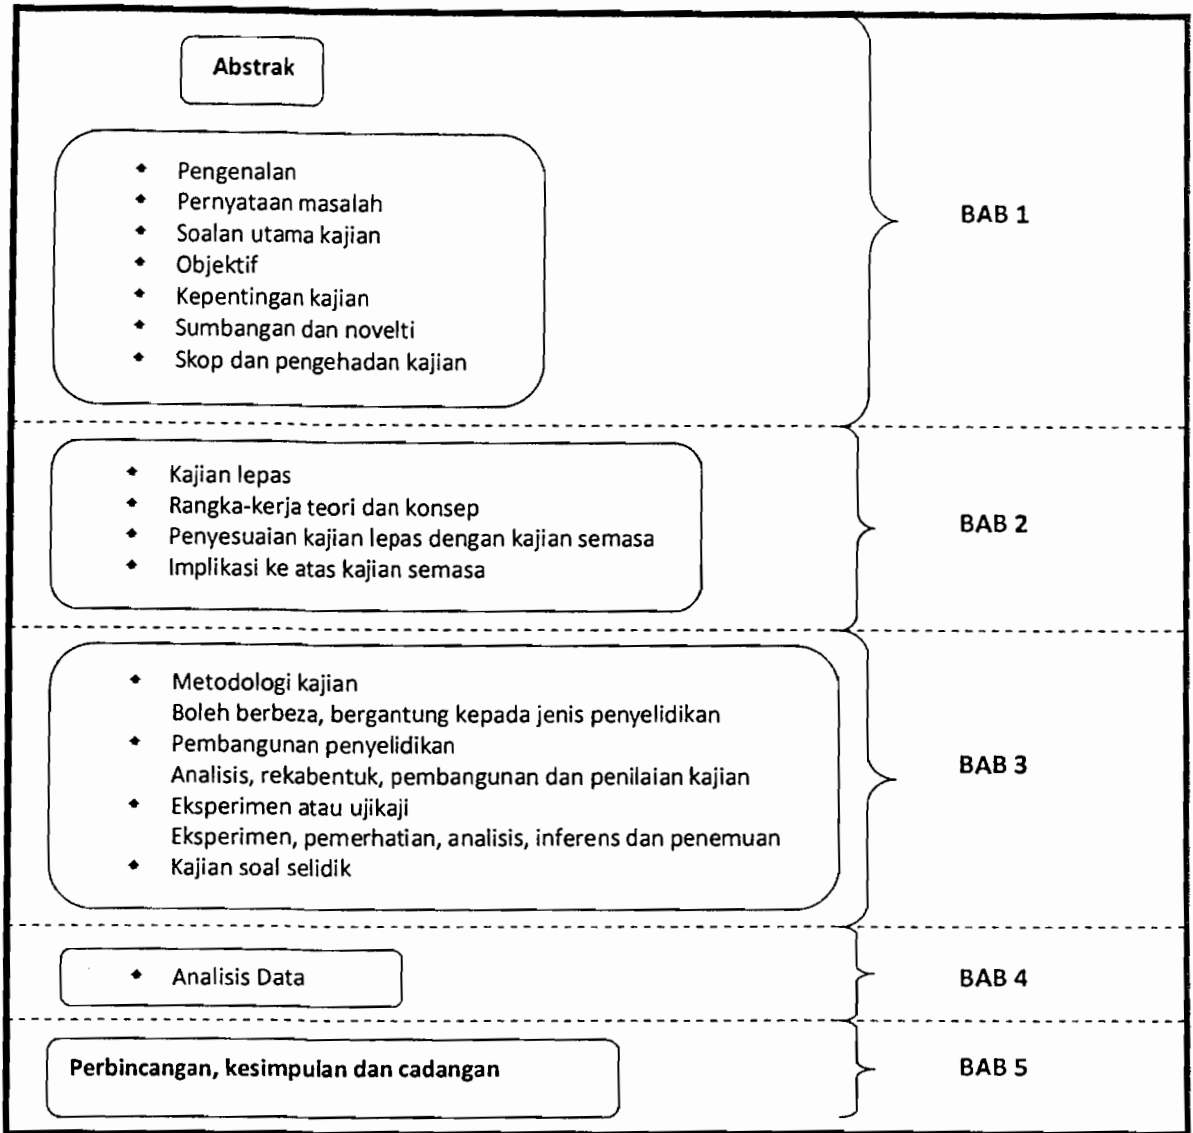 Abstrak
◆ Pengenalan
◆ Pernyataan masalah
◆ Soalan utama kajian
◆ Objektif
◆ Kepentingan kajian
◆ Sumbangan dan novelti
◆ Skop dan pengehadan kajian
BAB 1
◆ Kajian lepas
◆ Rangka-kerja teori dan konsep
◆ Penyesuaian kajian lepas dengan kajian semasa
◆ Implikasi ke atas kajian semasa
BAB 2
◆ Metodologi kajian
Boleh berbeza, bergantung kepada jenis penyelidikan
◆ Pembangunan penyelidikan
Analisis, rekabentuk, pembangunan dan penilaian kajian
◆ Eksperimen atau ujikaji
Eksperimen, pemerhatian, analisis, inferens dan penemuan
◆ Kajian soal selidik
BAB 3
◆ Analisis Data
BAB 4
Perbincangan, kesimpulan dan cadangan
BAB 5